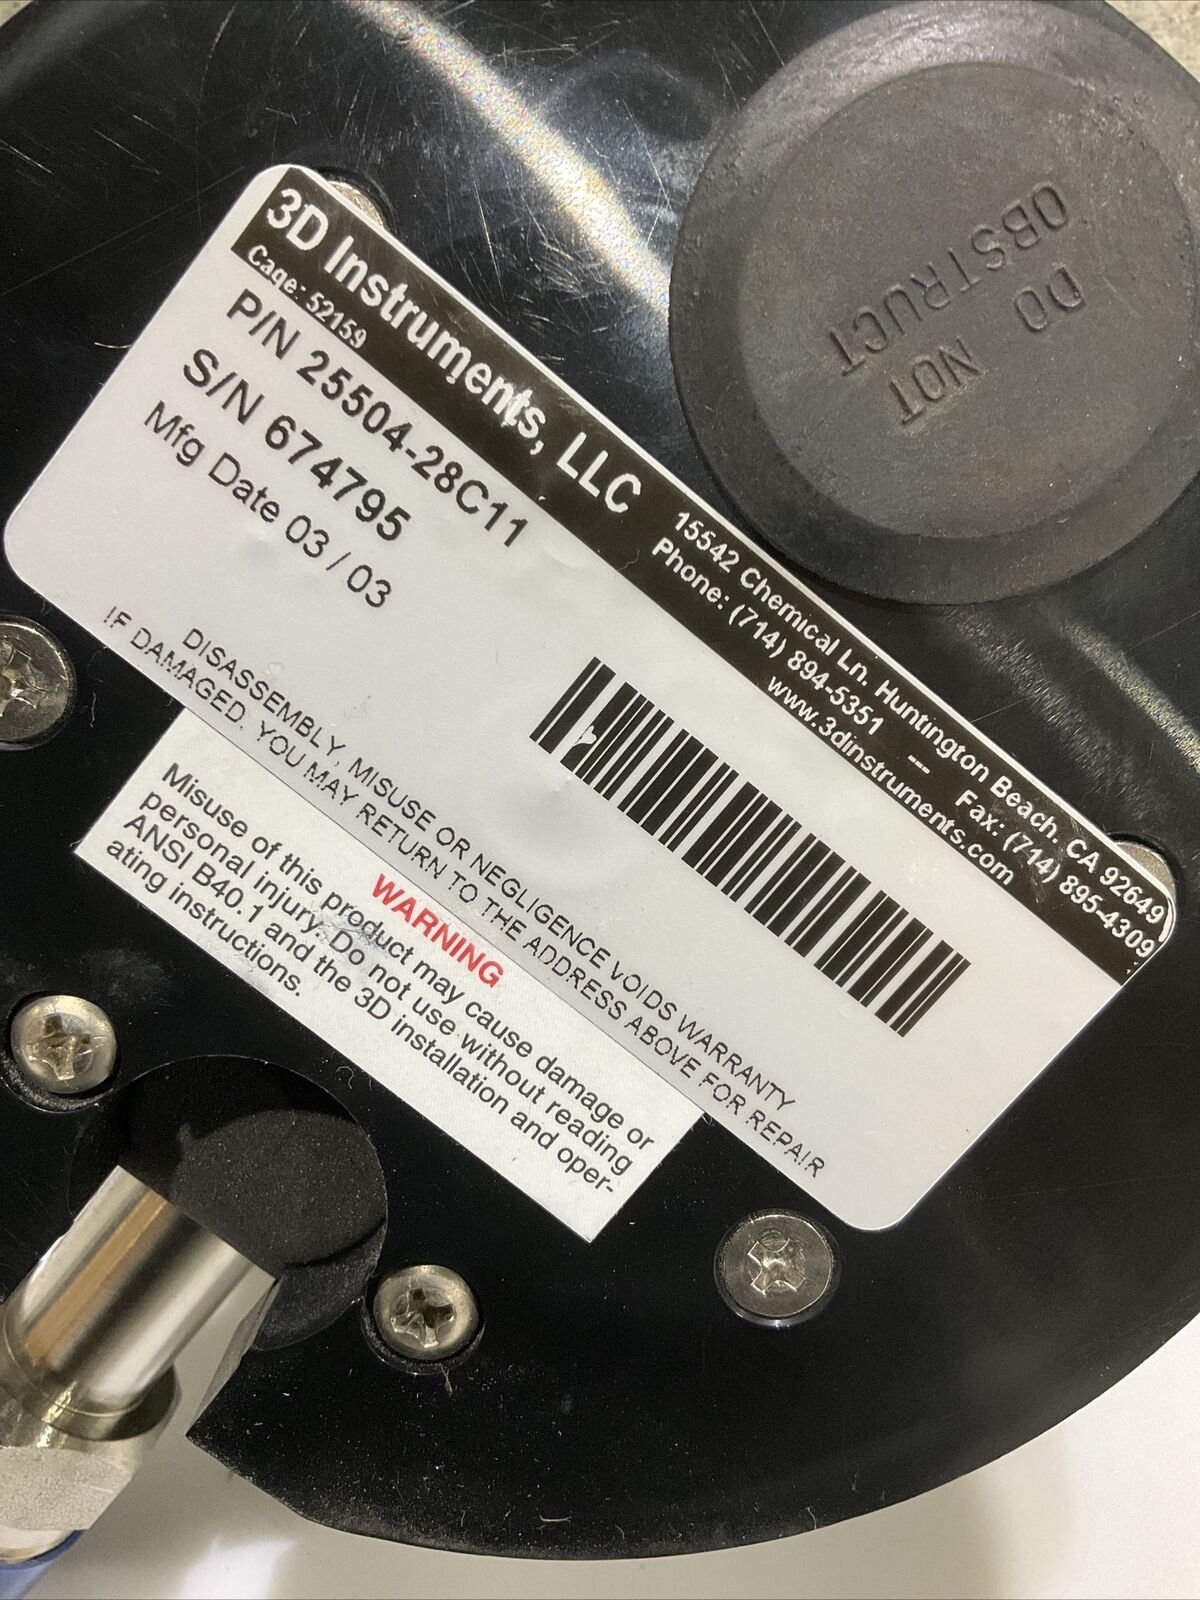 3D Instruments, LLC
Cage: 52159
15542 Chemical Ln. Huntington Beach. CA 92649
Phone: (714) 894-5351 --- Fax: (714) 895-4309
www.3dinstruments.com
P/N 25504-28C11
S/N 674795
Mfg Date 03 / 03
DISASSEMBLY, MISUSE OR NEGLIGENCE VOIDS WARRANTY
IF DAMAGED. YOU MAY RETURN TO THE ADDRESS ABOVE FOR REPAIR
WARNING
Misuse of this product may cause damage or
personal injury. Do not use without reading
ANSI B40.1 and the 3D installation and oper-
ating instructions.
DO NOT
OBSTRUCT